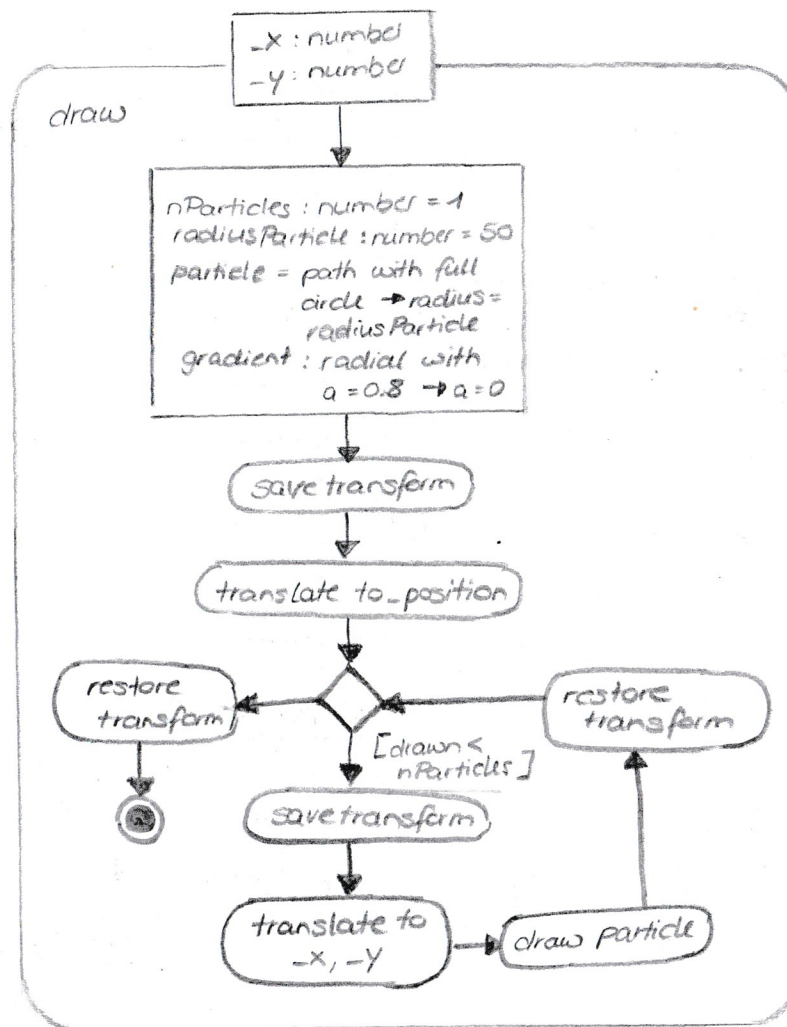 _X : number
_Y : number
draw
nParticles : number = 1
radiusParticle : number = 50
particle = path with full
circle → radius =
radiusParticle
gradient : radial with
a = 0.8 → a = 0
save transform
translate to _position
restore
transform
restore
transform
[drawn <
nParticles]
save transform
translate to
_X, _Y
draw particle